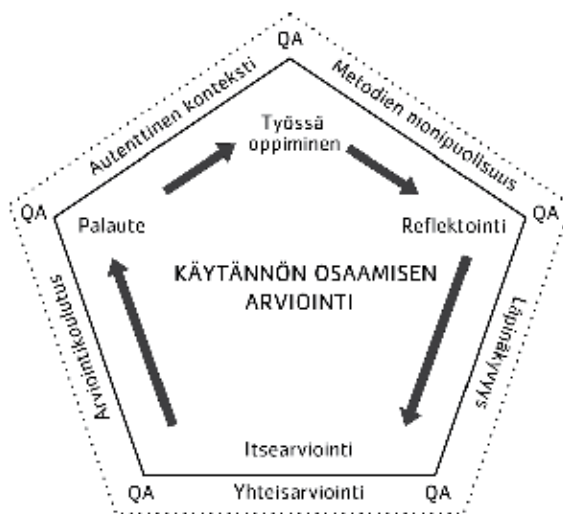 QA
Autenttinen konteksti
Metodien monipuolisuus
Työssä
oppiminen
QA
Palaute
Reflektointi
QA
KÄYTÄNNÖN OSAAMISEN
ARVIOINTI
Arviointikoulutus
Läpinäkyvyys
Itsearviointi
QA
Yhteisarviointi
QA